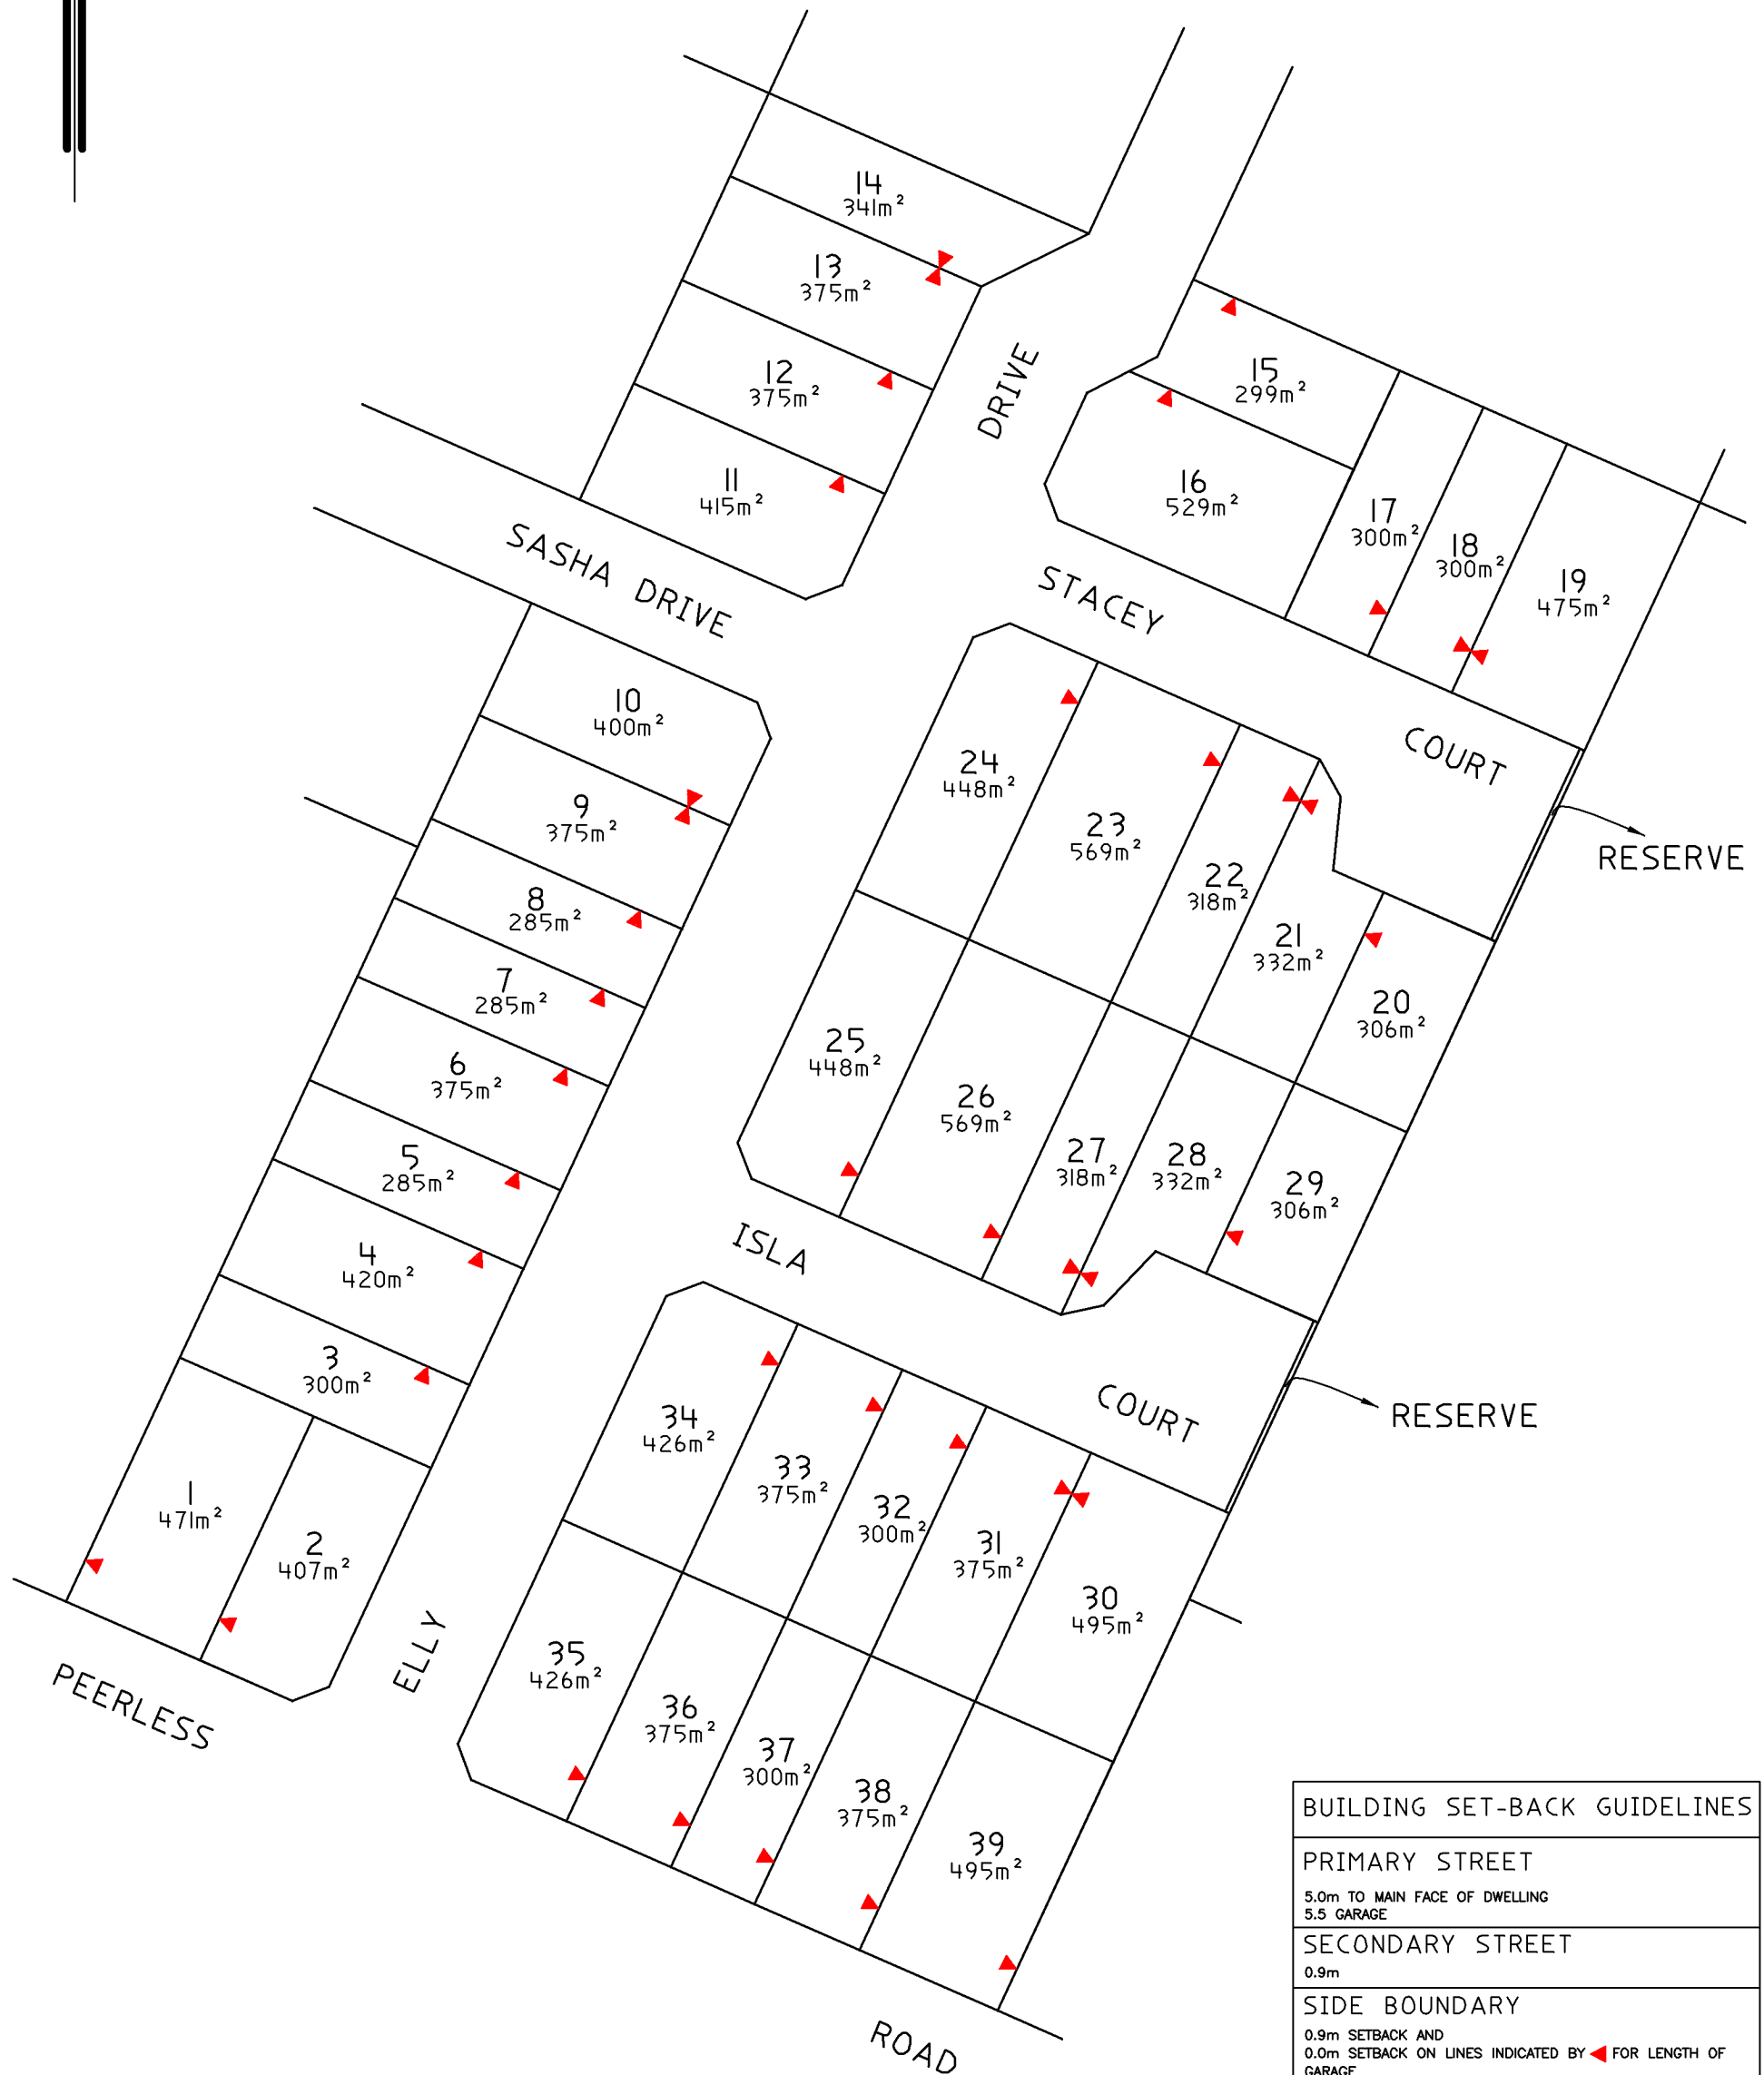 14
341m²
13
375m²
12
375m²
11
415m²
DRIVE
15
299m²
16
529m²
17
300m²
18
300m²
19
475m²
SASHA DRIVE
STACEY
COURT
RESERVE
10
400m²
9
375m²
8
285m²
7
285m²
6
375m²
5
285m²
4
420m²
3
300m²
1
471m²
2
407m²
24
448m²
23
569m²
22
318m²
21
332m²
20
306m²
25
448m²
26
569m²
27
318m²
28
332m²
29
306m²
ISLA
COURT
RESERVE
34
426m²
33
375m²
32
300m²
31
375m²
30
495m²
35
426m²
36
375m²
37
300m²
38
375m²
39
495m²
ELLY
PEERLESS
ROAD
BUILDING SET-BACK GUIDELINES
PRIMARY STREET
5.0m TO MAIN FACE OF DWELLING
5.5 GARAGE
SECONDARY STREET
0.9m
SIDE BOUNDARY
0.9m SETBACK AND
0.0m SETBACK ON LINES INDICATED BY FOR LENGTH OF
GARAGE